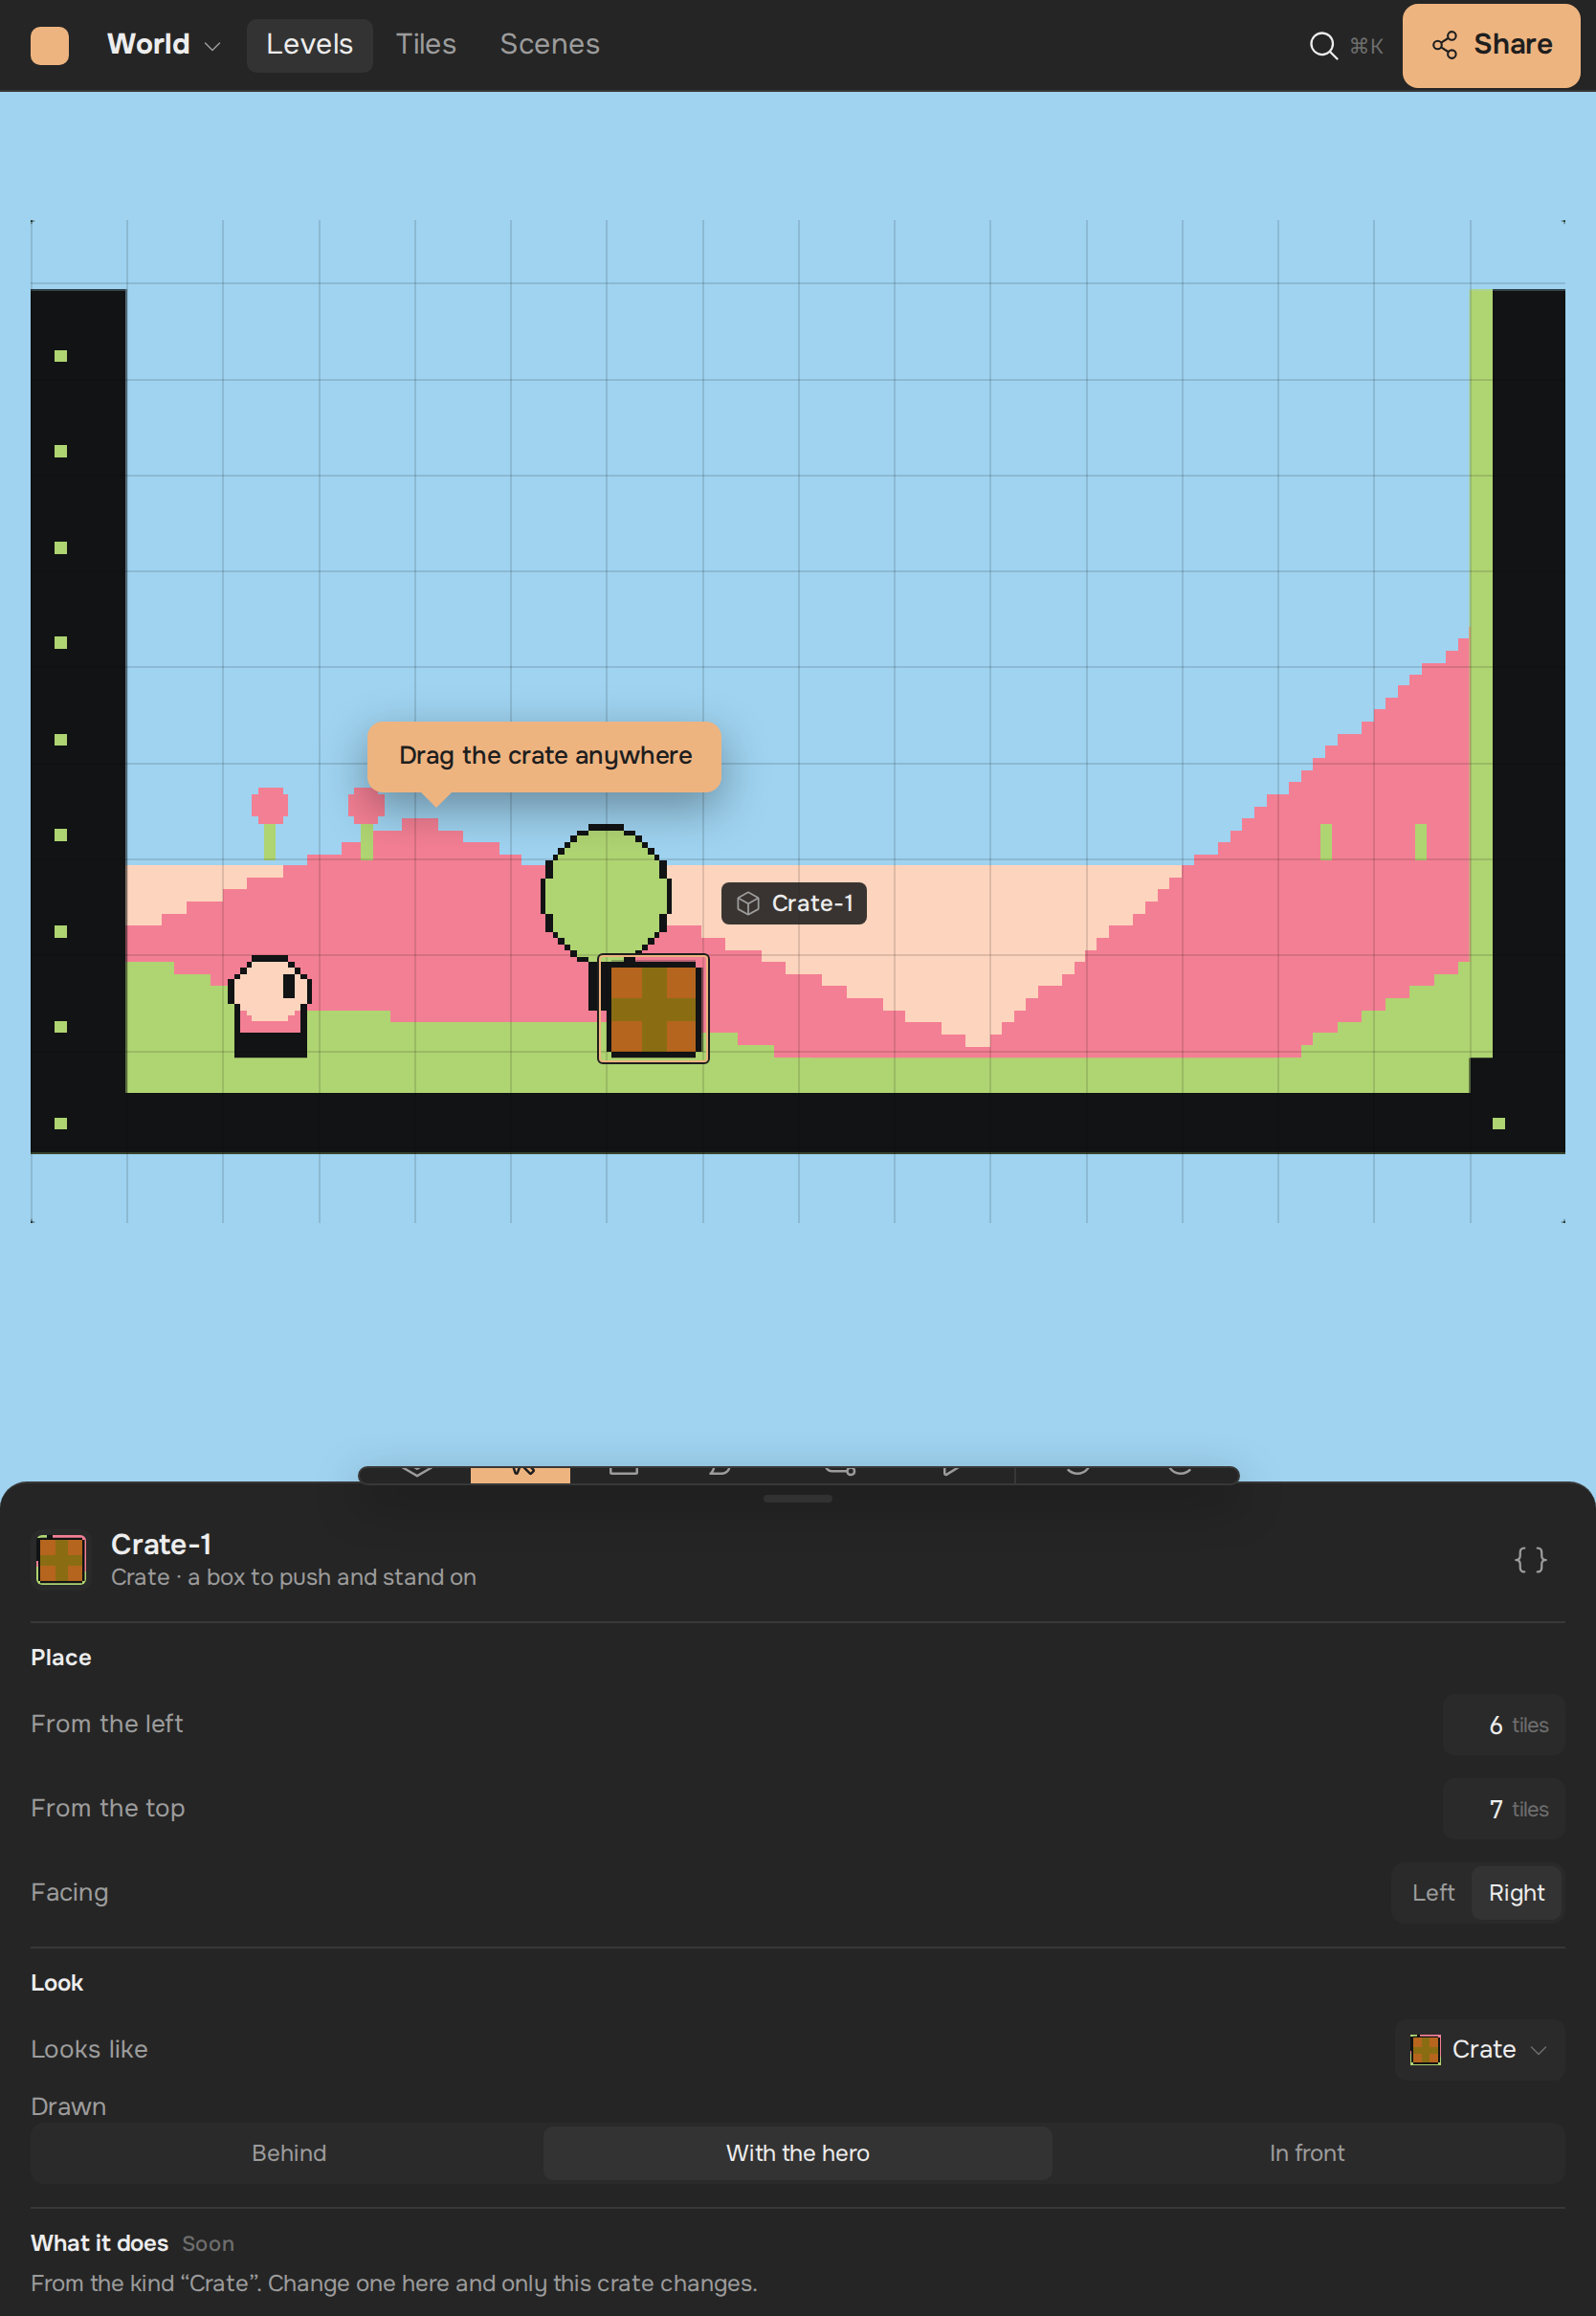 World
Levels
Tiles
Scenes
⌘K
Share
Drag the crate anywhere
Crate-1
Crate-1
Crate · a box to push and stand on
{ }
Place
From the left
6 tiles
From the top
7 tiles
Facing
Left
Right
Look
Looks like
Crate
Drawn
Behind
With the hero
In front
What it does Soon
From the kind “Crate”. Change one here and only this crate changes.